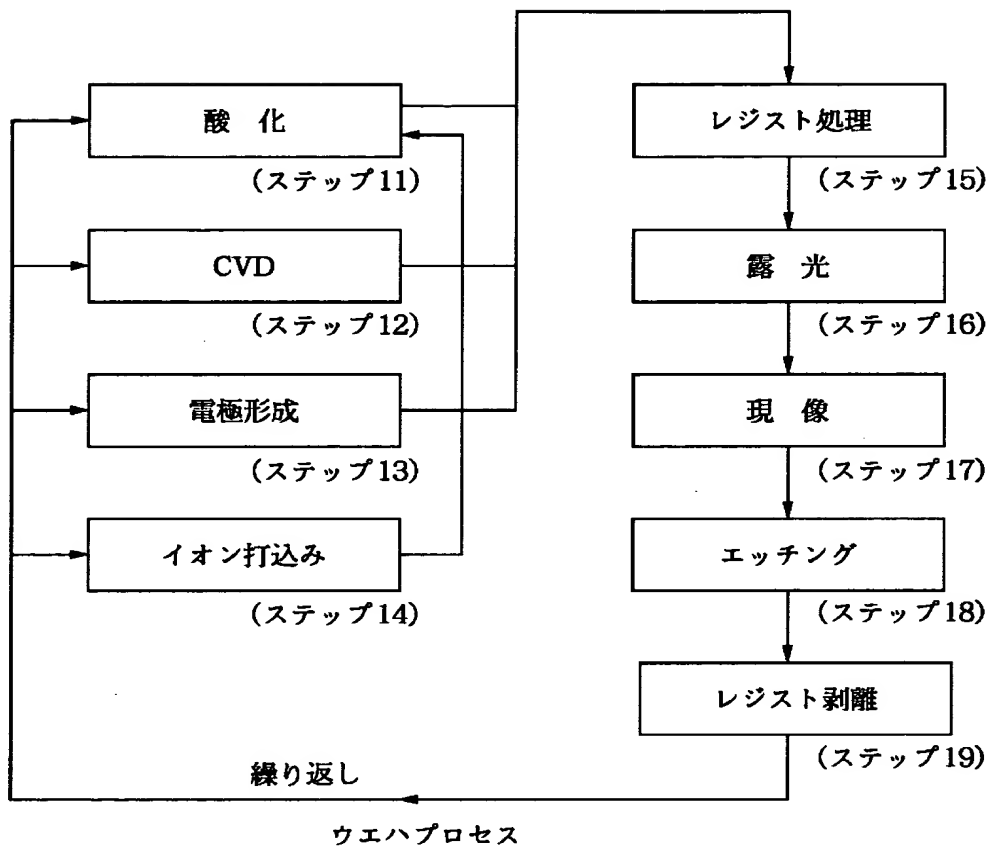 酸 化
(ステップ11)
CVD
(ステップ12)
電極形成
(ステップ13)
イオン打込み
(ステップ14)
レジスト処理
(ステップ15)
露 光
(ステップ16)
現 像
(ステップ17)
エッチング
(ステップ18)
レジスト剥離
(ステップ19)
繰り返し
ウエハプロセス